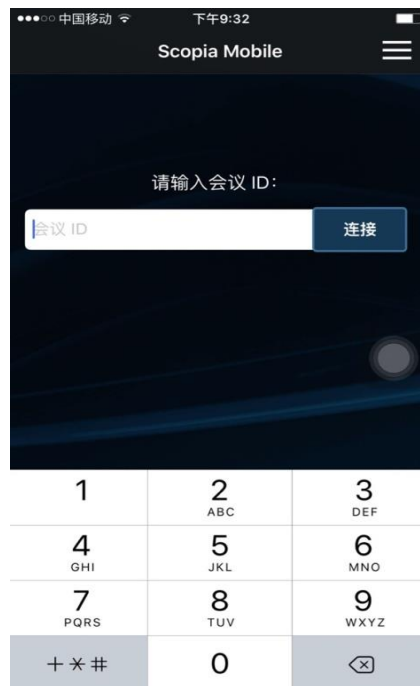 中国移动 下午9:32
Scopia Mobile
请输入会议 ID:
会议 ID 连接
1 2 3
ABC DEF
4 5 6
GHI JKL MNO
7 8 9
PQRS TUV WXYZ
+*# 0